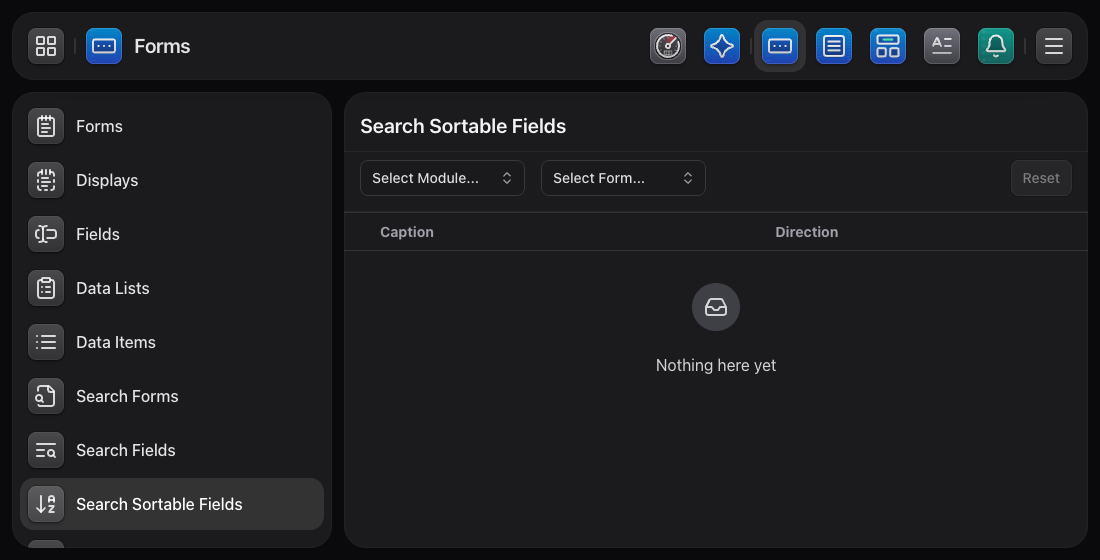 Forms
Forms
Displays
Fields
Data Lists
Data Items
Search Forms
Search Fields
Search Sortable Fields
Search Sortable Fields
Select Module...
Select Form...
Reset
Caption
Direction
Nothing here yet